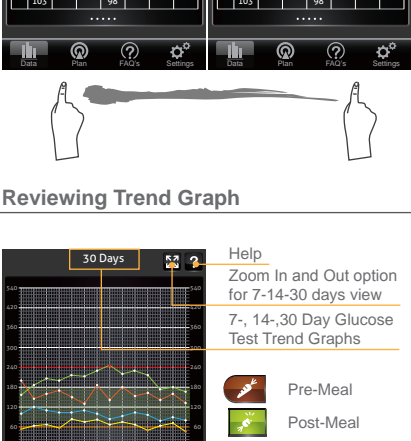 103 98 103 98
Data Plan FAQ's Settings Data Plan FAQ's Settings
Reviewing Trend Graph
30 Days
?
Help
Zoom In and Out option
for 7-14-30 days view
7-, 14-,30 Day Glucose
Test Trend Graphs
540 540
420 420
360 360
300 300
240 240
180 180
120 120
60 60
Pre-Meal
Post-Meal